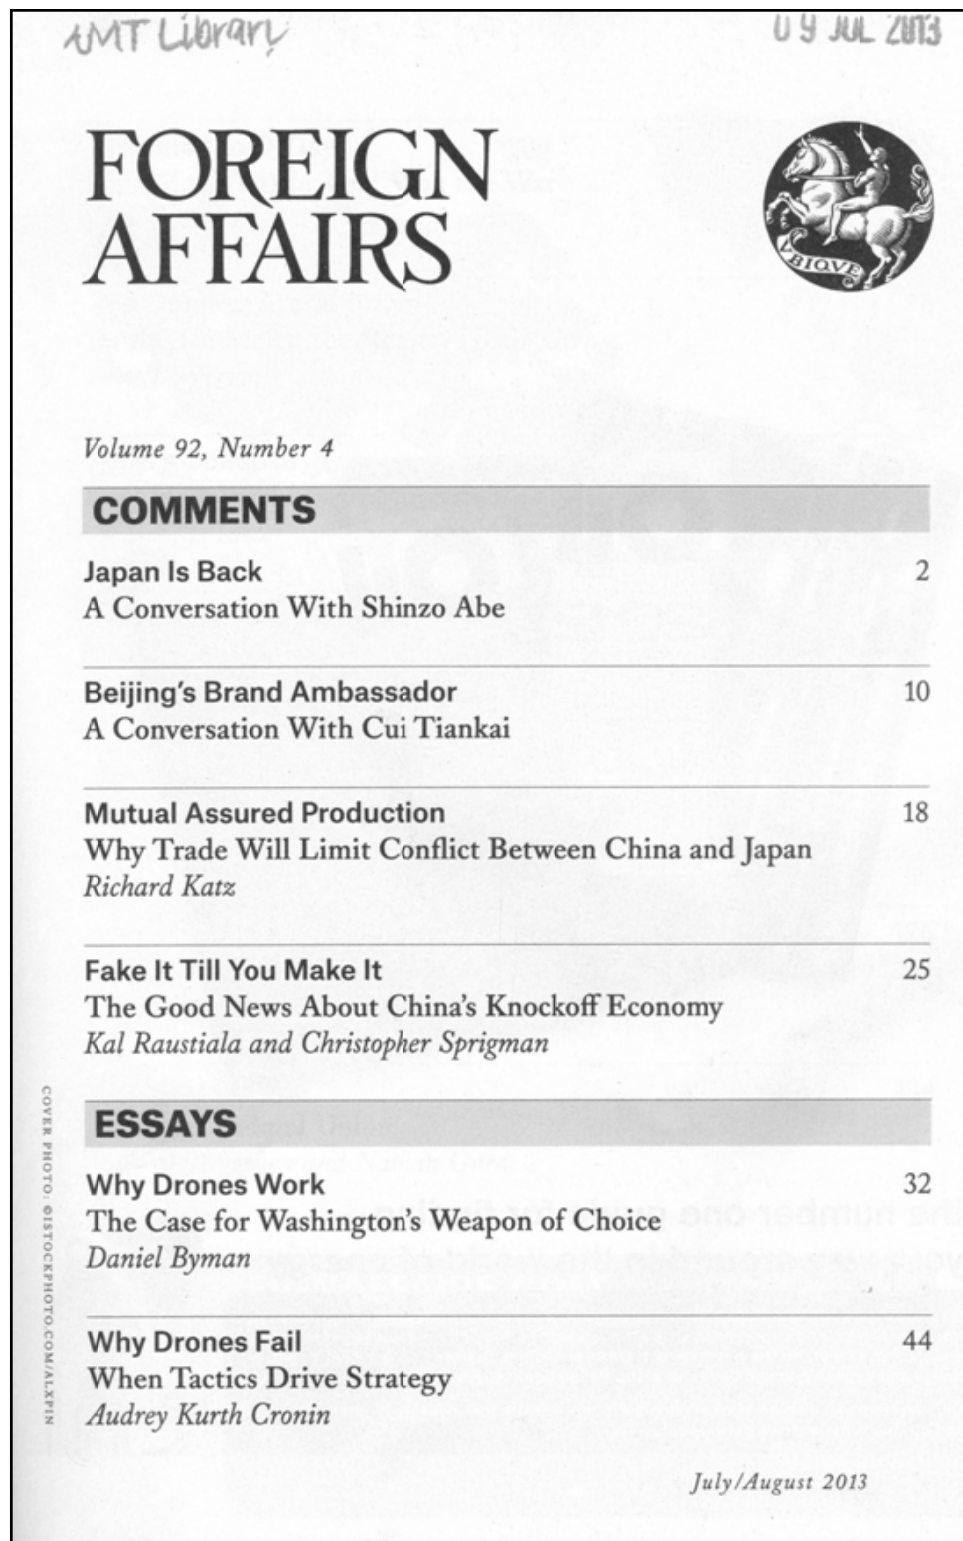 IMT Library
09 JUL 2013
FOREIGN
AFFAIRS
VBIQVE
Volume 92, Number 4
COMMENTS
Japan Is Back 2
A Conversation With Shinzo Abe
Beijing's Brand Ambassador 10
A Conversation With Cui Tiankai
Mutual Assured Production 18
Why Trade Will Limit Conflict Between China and Japan
Richard Katz
Fake It Till You Make It 25
The Good News About China's Knockoff Economy
Kal Raustiala and Christopher Sprigman
ESSAYS
Why Drones Work 32
The Case for Washington's Weapon of Choice
Daniel Byman
Why Drones Fail 44
When Tactics Drive Strategy
Audrey Kurth Cronin
COVER PHOTO: ©ISTOCKPHOTO.COM/ALXPIN
July/August 2013